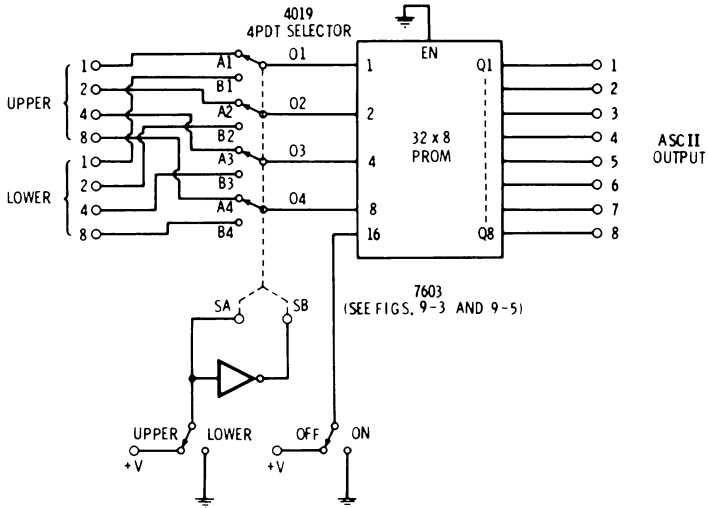 4019
4PDT SELECTOR
UPPER
1
2
4
8
LOWER
1
2
4
8
A1
B1
A2
B2
A3
B3
A4
B4
O1
O2
O3
O4
EN
1
2
4
8
16
32 x 8
PROM
Q1
Q8
1
2
3
4
5
6
7
8
ASCII
OUTPUT
7603
(SEE FIGS. 9-3 AND 9-5)
SA
SB
UPPER
LOWER
+V
OFF
ON
+V